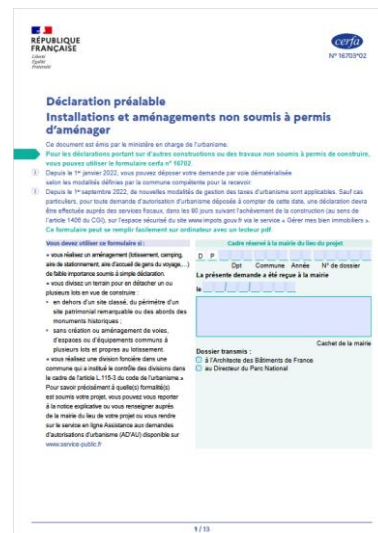 RÉPUBLIQUE
FRANÇAISE
Liberté
Égalité
Fraternité
cerfa
N° 16703*02
Déclaration préalable
Installations et aménagements non soumis à permis
d'aménager
Ce document est émis par le ministère en charge de l'urbanisme.
Pour les déclarations portant sur d'autres constructions ou des travaux non soumis à permis de construire,
vous pouvez utiliser le formulaire cerfa n° 16702.
i Depuis le 1er janvier 2022, vous pouvez déposer votre demande par voie dématérialisée
selon les modalités définies par la commune compétente pour la recevoir.
i Depuis le 1er septembre 2022, de nouvelles modalités de gestion des taxes d'urbanisme sont applicables. Sauf cas
particuliers, pour toute demande d'autorisation d'urbanisme déposée à compter de cette date, une déclaration devra
être effectuée auprès des services fiscaux, dans les 90 jours suivant l'achèvement de la construction (au sens de
l'article 1406 du CGI), sur l'espace sécurisé du site www.impots.gouv.fr via le service « Gérer mes bien immobiliers ».
Ce formulaire peut se remplir facilement sur ordinateur avec un lecteur pdf.
Vous devez utiliser ce formulaire si :
• vous réalisez un aménagement (lotissement, camping,
aire de stationnement, aire d'accueil de gens du voyage,…)
de faible importance soumis à simple déclaration.
• vous divisez un terrain pour en détacher un ou
plusieurs lots en vue de construire :
• en dehors d'un site classé, du périmètre d'un
site patrimonial remarquable ou des abords des
monuments historiques ;
• sans création ou aménagement de voies,
d'espaces ou d'équipements communs à
plusieurs lots et propres au lotissement.
• vous réalisez une division foncière dans une
commune qui a institué le contrôle des divisions dans
le cadre de l'article L.115-3 du code de l'urbanisme.»
Pour savoir précisément à quelle(s) formalité(s)
est soumis votre projet, vous pouvez vous reporter
à la notice explicative ou vous renseigner auprès
de la mairie du lieu de votre projet ou vous rendre
sur le service en ligne Assistance aux demandes
d'autorisations d'urbanisme (AD'AU) disponible sur
www.service-public.fr
Cadre réservé à la mairie du lieu du projet
D P
Dpt Commune Année N° de dossier
La présente demande a été reçue à la mairie
le
Cachet de la mairie
Dossier transmis :
à l'Architecte des Bâtiments de France
au Directeur du Parc National
1 / 13